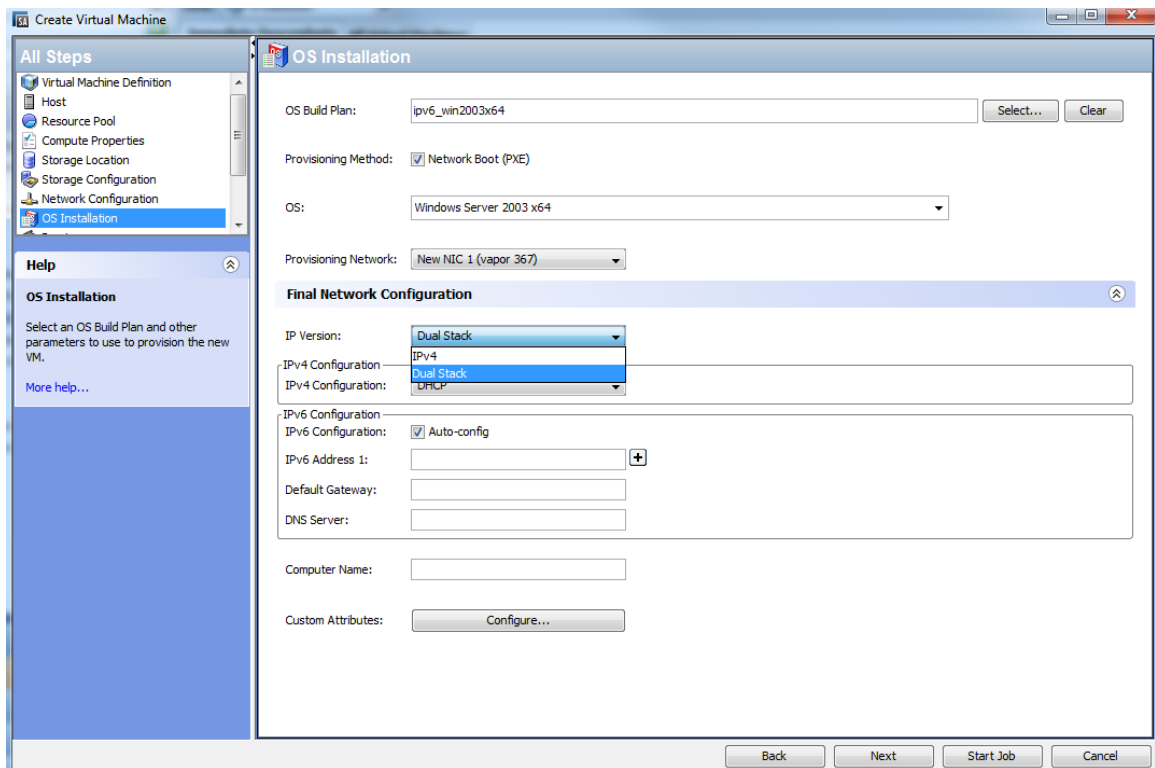 SA Create Virtual Machine
All Steps
Virtual Machine Definition
Host
Resource Pool
Compute Properties
Storage Location
Storage Configuration
Network Configuration
OS Installation
Help
OS Installation
Select an OS Build Plan and other
parameters to use to provision the new
VM.
More help...
OS Installation
OS Build Plan: ipv6_win2003x64 Select... Clear
Provisioning Method: Network Boot (PXE)
OS: Windows Server 2003 x64
Provisioning Network: New NIC 1 (vapor 367)
Final Network Configuration
IP Version: Dual Stack
IPv4
Dual Stack
IPv4 Configuration
IPv4 Configuration: DHCP
IPv6 Configuration
IPv6 Configuration: Auto-config
IPv6 Address 1:
Default Gateway:
DNS Server:
Computer Name:
Custom Attributes: Configure...
Back Next Start Job Cancel